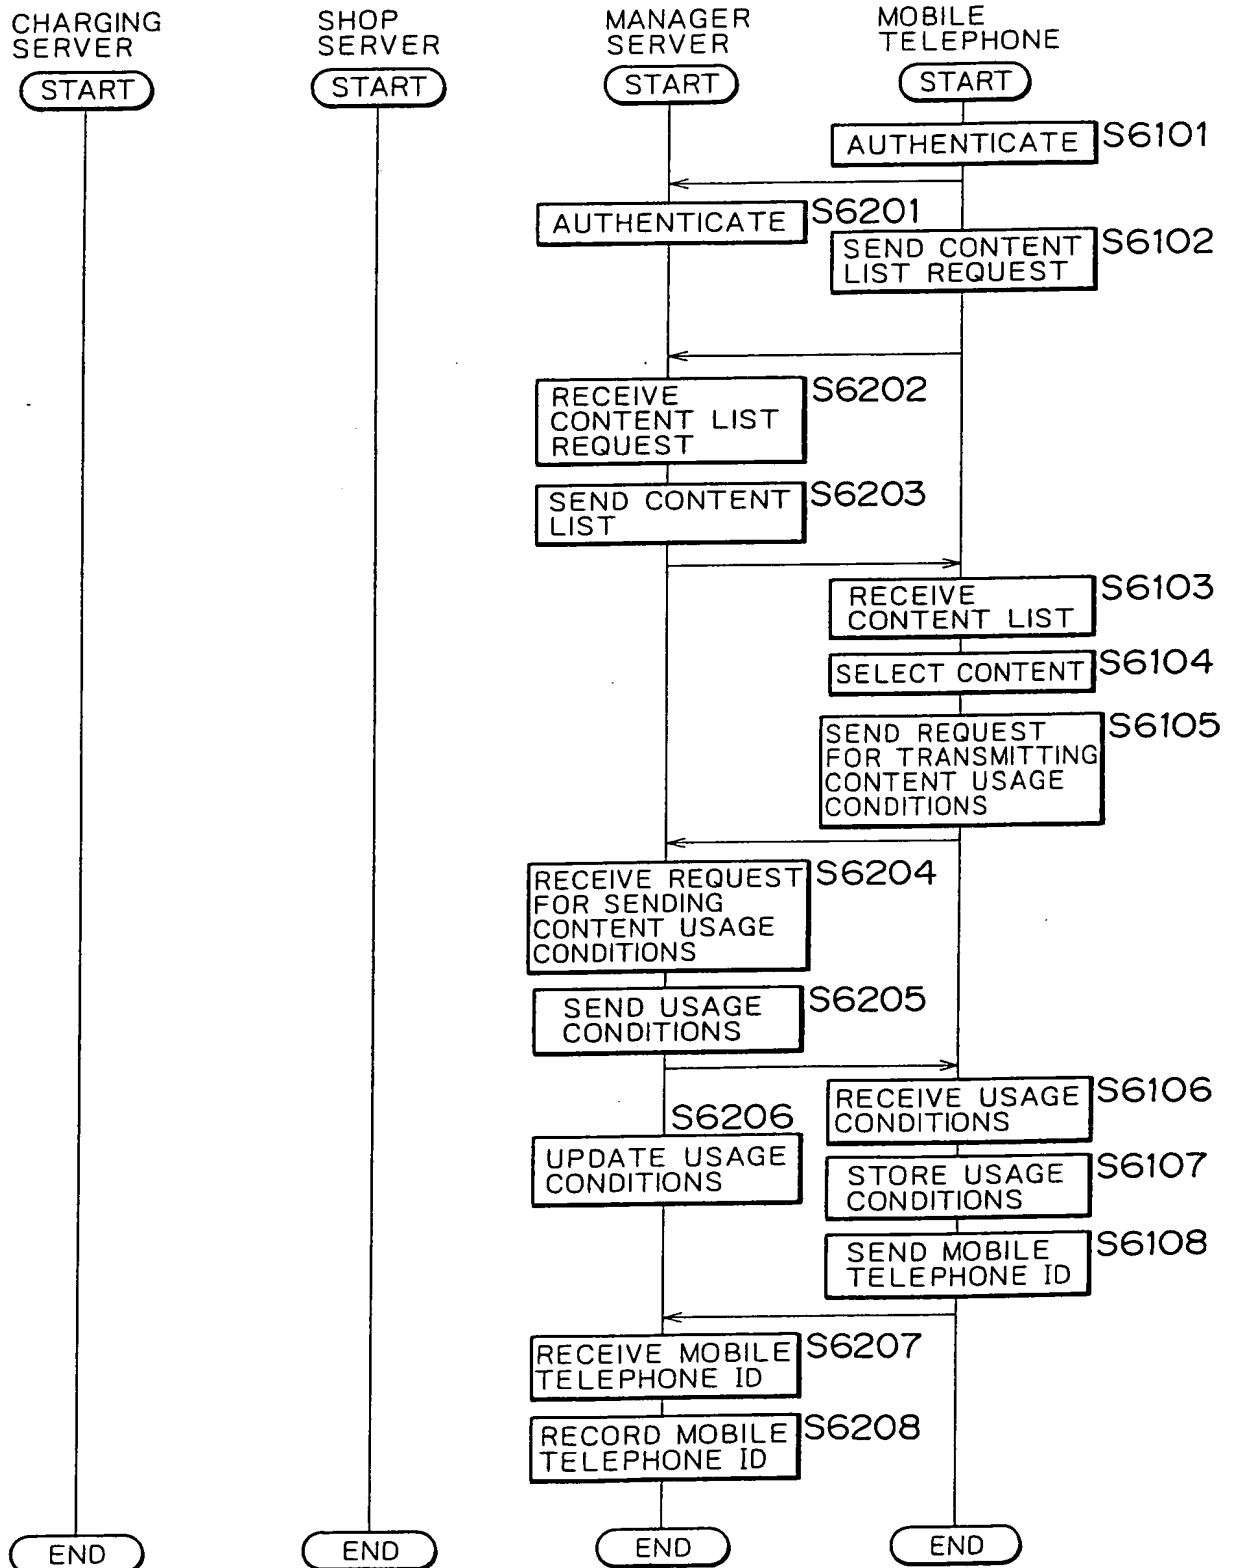 CHARGING
SERVER
SHOP
SERVER
MANAGER
SERVER
MOBILE
TELEPHONE
START
START
START
START
AUTHENTICATE
S6101
AUTHENTICATE
S6201
SEND CONTENT
LIST REQUEST
S6102
RECEIVE
CONTENT LIST
REQUEST
S6202
SEND CONTENT
LIST
S6203
RECEIVE
CONTENT LIST
S6103
SELECT CONTENT
S6104
SEND REQUEST
FOR TRANSMITTING
CONTENT USAGE
CONDITIONS
S6105
RECEIVE REQUEST
FOR SENDING
CONTENT USAGE
CONDITIONS
S6204
SEND USAGE
CONDITIONS
S6205
RECEIVE USAGE
CONDITIONS
S6106
S6206
UPDATE USAGE
CONDITIONS
STORE USAGE
CONDITIONS
S6107
SEND MOBILE
TELEPHONE ID
S6108
RECEIVE MOBILE
TELEPHONE ID
S6207
RECORD MOBILE
TELEPHONE ID
S6208
END
END
END
END